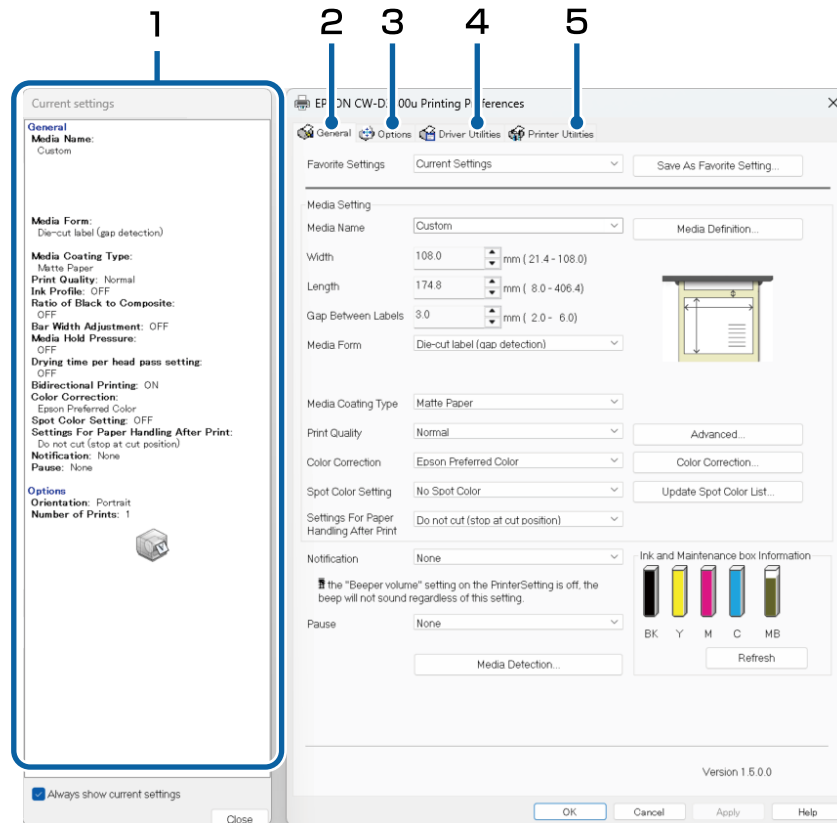 1 2 3 4 5
Current settings
General
Media Name:
Custom
Media Form:
Die-cut label (gap detection)
Media Coating Type:
Matte Paper
Print Quality: Normal
Ink Profile: OFF
Ratio of Black to Composite:
OFF
Bar Width Adjustment: OFF
Media Hold Pressure:
OFF
Drying time per head pass setting:
OFF
Bidirectional Printing: ON
Color Correction:
Epson Preferred Color
Spot Color Setting: OFF
Settings For Paper Handling After Print:
Do not cut (stop at cut position)
Notification: None
Pause: None
Options
Orientation: Portrait
Number of Prints: 1
Always show current settings
Close
Printing
General Options Driver Utilities Printer Utilities
Favorite Settings Current Settings Save As Favorite Setting...
Media Setting
Media Name Custom Media Definition...
Width 108.0 mm ( 21.4 - 108.0)
Length 174.8 mm ( 8.0 - 406.4)
Gap Between Labels 3.0 mm ( 2.0 - 6.0)
Media Form Die-cut label (gap detection)
Media Coating Type Matte Paper
Print Quality Normal Advanced...
Color Correction Epson Preferred Color Color Correction...
Spot Color Setting No Spot Color Update Spot Color List...
Settings For Paper
Handling After Print Do not cut (stop at cut position)
Notification None
the "Beeper volume" setting on the PrinterSetting is off, the
beep will not sound regardless of this setting.
Pause None
Media Detection...
Ink and Maintenance box Information
BK Y M C MB
Refresh
Version 1.5.0.0
OK Cancel Apply Help